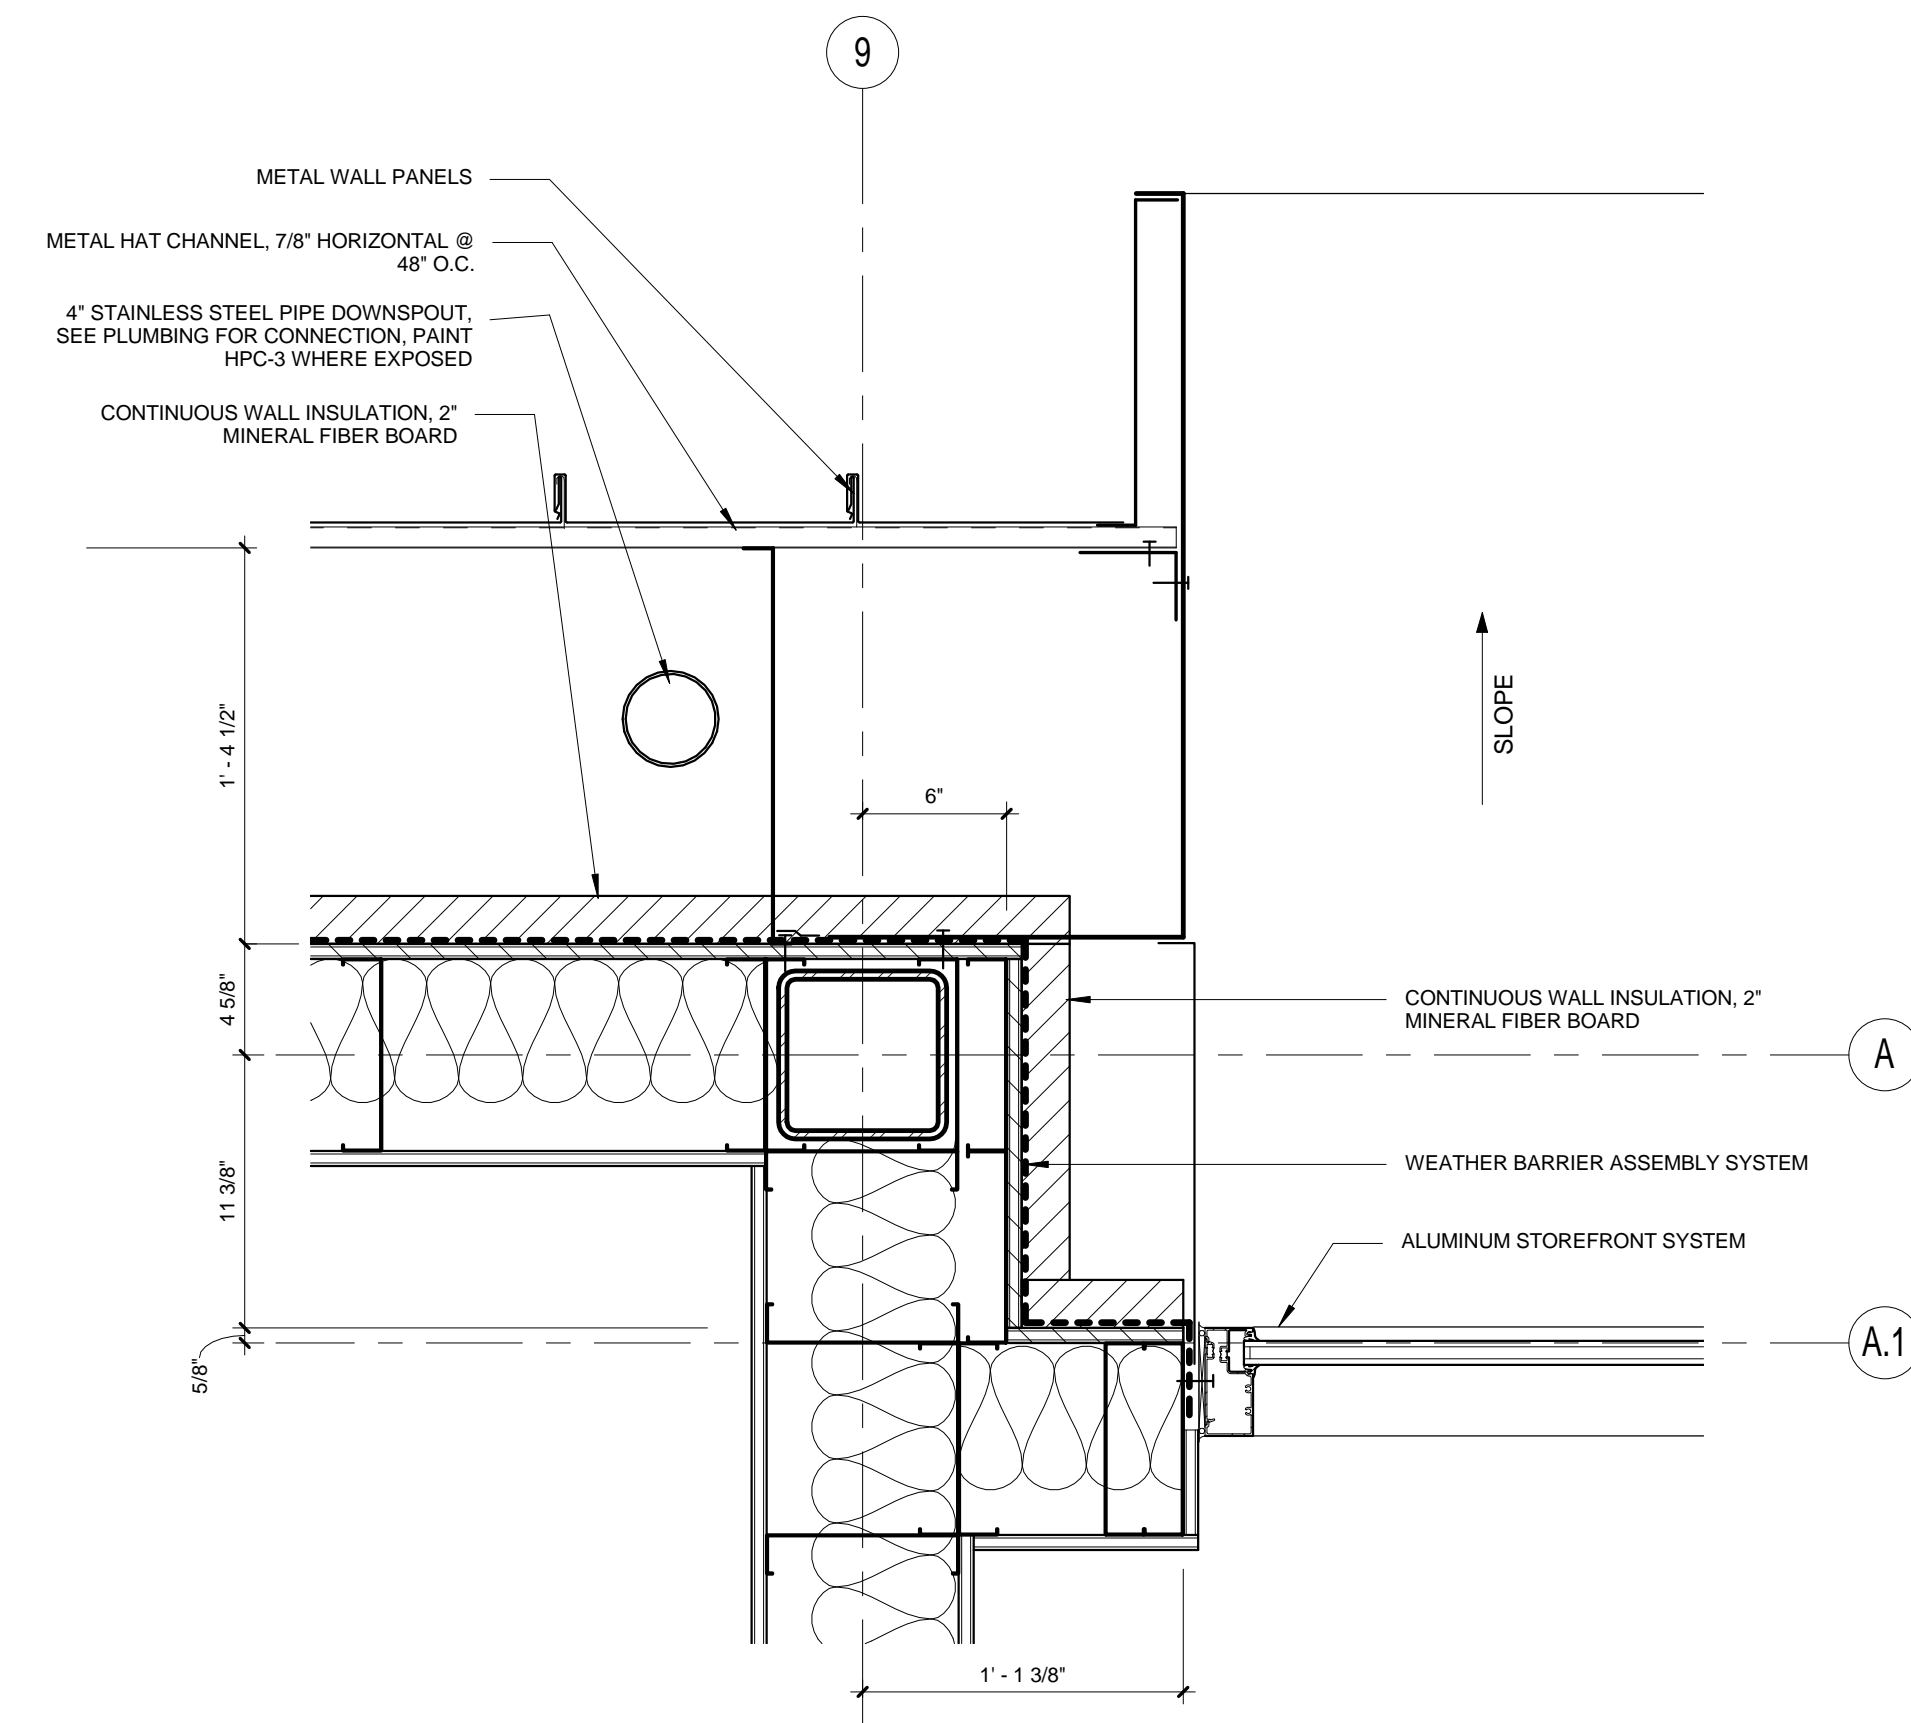 9
METAL WALL PANELS
METAL HAT CHANNEL, 7/8" HORIZONTAL @
48" O.C.
4" STAINLESS STEEL PIPE DOWNSPOUT,
SEE PLUMBING FOR CONNECTION, PAINT
HPC-3 WHERE EXPOSED
CONTINUOUS WALL INSULATION, 2"
MINERAL FIBER BOARD
SLOPE
1' - 4 1/2"
6"
4 5/8"
CONTINUOUS WALL INSULATION, 2"
MINERAL FIBER BOARD
A
WEATHER BARRIER ASSEMBLY SYSTEM
11 3/8"
ALUMINUM STOREFRONT SYSTEM
A.1
5/8"
1' - 1 3/8"